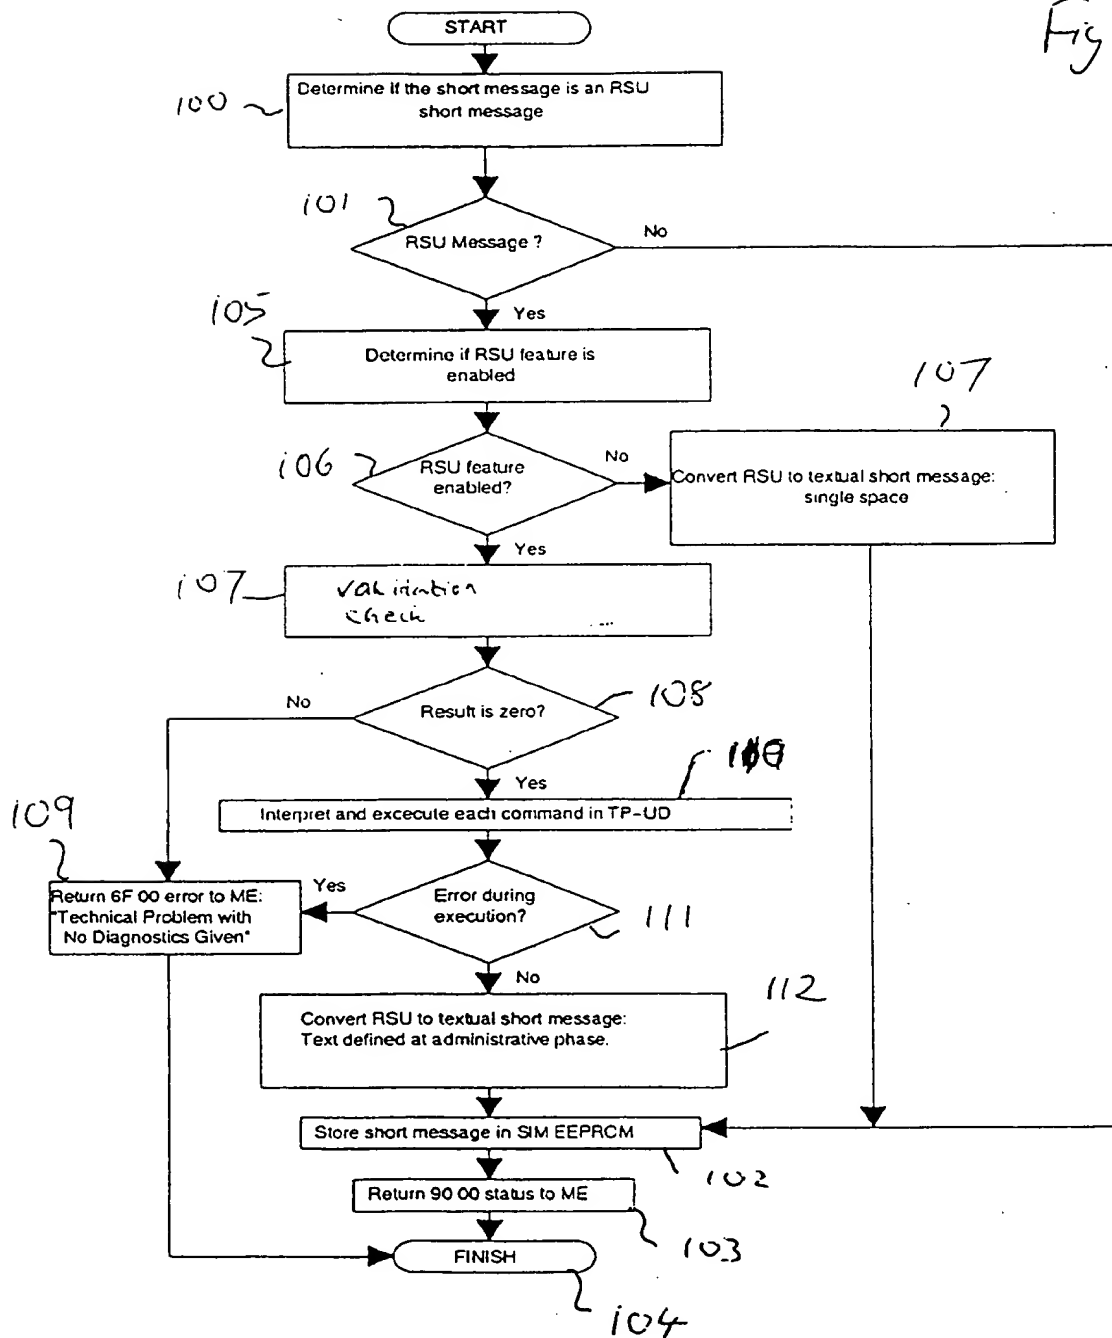 Fig
START
100
Determine if the short message is an RSU
short message
101
RSU Message ?
No
Yes
105
Determine if RSU feature is
enabled
107
106
RSU feature
enabled?
No
Convert RSU to textual short message:
single space
Yes
107
validation
check
No
Result is zero?
108
Yes
109
Interpret and excecute each command in TP-UD
Return 6F 00 error to ME:
"Technical Problem with
No Diagnostics Given"
Yes
Error during
execution?
111
No
112
Convert RSU to textual short message:
Text defined at administrative phase.
Store short message in SIM EEPRCM
102
Return 90 00 status to ME
103
FINISH
104